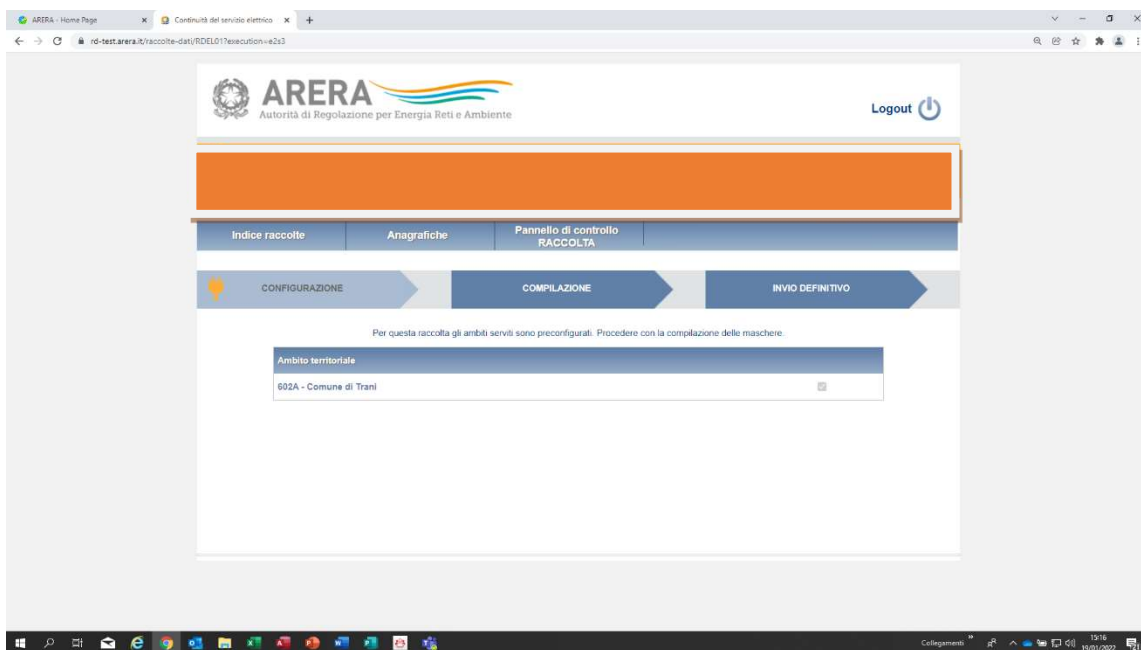 ARERA - Home Page
Continuità del servizio elettrico
rd-test.arera.it/raccolte-dati/RDEL01?execution=e2s3
ARERA
Autorità di Regolazione per Energia Reti e Ambiente
Logout
Indice raccolte
Anagrafiche
Pannello di controllo
RACCOLTA
CONFIGURAZIONE
COMPILAZIONE
INVIO DEFINITIVO
Per questa raccolta gli ambiti serviti sono preconfigurati. Procedere con la compilazione delle maschere.
Ambito territoriale
602A - Comune di Trani
Collegamenti
15:16
19/01/2022